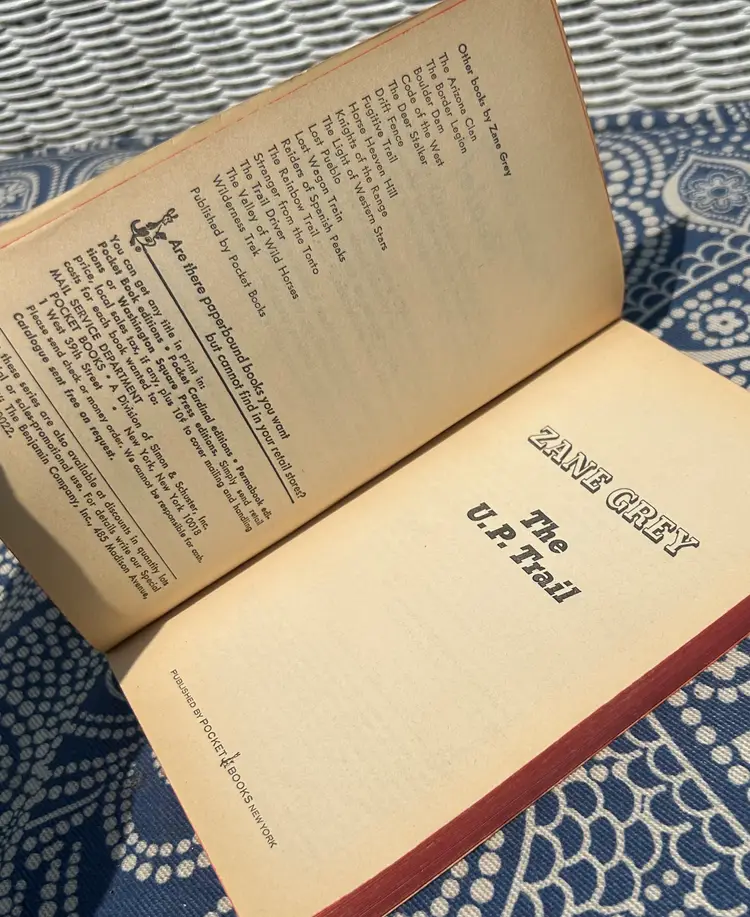 Other books by Zane Grey
The Arizona Clan
The Border Legion
Boulder Dam
Code of the West
The Deer Stalker
Drift Fence
Fugitive Trail
Horse Heaven Hill
Knights of the Range
The Light of Western Stars
Lost Pueblo
Lost Wagon Train
Raiders of Spanish Peaks
The Rainbow Trail
Stranger from the Tonto
The Trail Driver
The Valley of Wild Horses
Wilderness Trek
Published by Pocket Books
Are there paperbound books you want
but cannot find in your retail stores?
You can get any title in print in:
Pocket Book editions • Pocket Cardinal editions • Permabook edi-
tions or Washington Square Press editions. Simply send retail
price, local sales tax, if any, plus 10¢ to cover mailing and handling
costs for each book wanted to:
MAIL SERVICE DEPARTMENT
POCKET BOOKS • A Division of Simon & Schuster, Inc.
1 West 39th Street • New York, New York 10018
Please send check or money order. We cannot be responsible for cash.
Catalogue sent free on request.
these series are also available at discounts in quantity lots
or sales-promotional use. For details write our Special
The Benjamin Company, Inc., 485 Madison Avenue,
ZANE GREY
The
U.P. Trail
PUBLISHED BY POCKET BOOKS NEW YORK